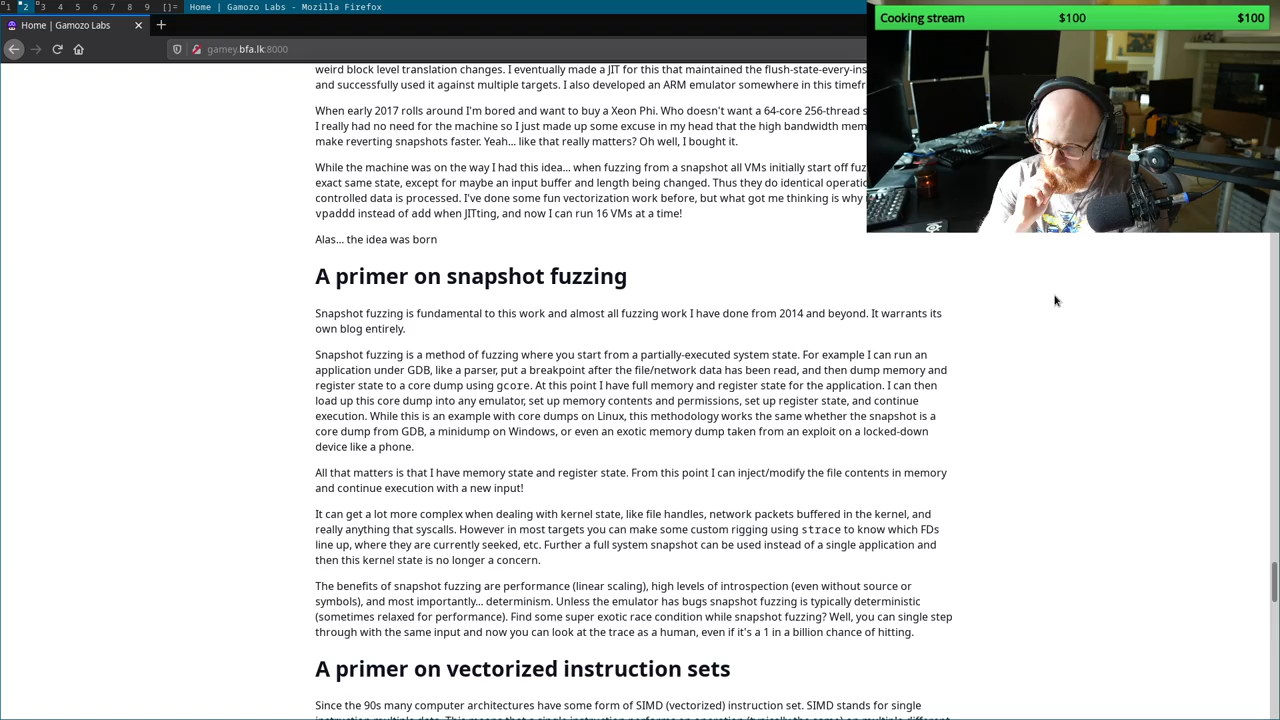 1 2 3 4 5 6 7 8 9 []= Home | Gamozo Labs - Mozilla Firefox
Home | Gamozo Labs
gamey.bfa.lk:8000
Cooking stream $100 $100
weird block level translation changes. I eventually made a JIT for this that maintained the flush-state-every-ins
and successfully used it against multiple targets. I also developed an ARM emulator somewhere in this timefr
When early 2017 rolls around I'm bored and want to buy a Xeon Phi. Who doesn't want a 64-core 256-thread s
I really had no need for the machine so I just made up some excuse in my head that the high bandwidth mem
make reverting snapshots faster. Yeah... like that really matters? Oh well, I bought it.
While the machine was on the way I had this idea... when fuzzing from a snapshot all VMs initially start off fuz
exact same state, except for maybe an input buffer and length being changed. Thus they do identical operatic
controlled data is processed. I've done some fun vectorization work before, but what got me thinking is why
vpaddd instead of add when JITting, and now I can run 16 VMs at a time!
Alas... the idea was born
A primer on snapshot fuzzing
Snapshot fuzzing is fundamental to this work and almost all fuzzing work I have done from 2014 and beyond. It warrants its
own blog entirely.
Snapshot fuzzing is a method of fuzzing where you start from a partially-executed system state. For example I can run an
application under GDB, like a parser, put a breakpoint after the file/network data has been read, and then dump memory and
register state to a core dump using gcore. At this point I have full memory and register state for the application. I can then
load up this core dump into any emulator, set up memory contents and permissions, set up register state, and continue
execution. While this is an example with core dumps on Linux, this methodology works the same whether the snapshot is a
core dump from GDB, a minidump on Windows, or even an exotic memory dump taken from an exploit on a locked-down
device like a phone.
All that matters is that I have memory state and register state. From this point I can inject/modify the file contents in memory
and continue execution with a new input!
It can get a lot more complex when dealing with kernel state, like file handles, network packets buffered in the kernel, and
really anything that syscalls. However in most targets you can make some custom rigging using strace to know which FDs
line up, where they are currently seeked, etc. Further a full system snapshot can be used instead of a single application and
then this kernel state is no longer a concern.
The benefits of snapshot fuzzing are performance (linear scaling), high levels of introspection (even without source or
symbols), and most importantly... determinism. Unless the emulator has bugs snapshot fuzzing is typically deterministic
(sometimes relaxed for performance). Find some super exotic race condition while snapshot fuzzing? Well, you can single step
through with the same input and now you can look at the trace as a human, even if it's a 1 in a billion chance of hitting.
A primer on vectorized instruction sets
Since the 90s many computer architectures have some form of SIMD (vectorized) instruction set. SIMD stands for single